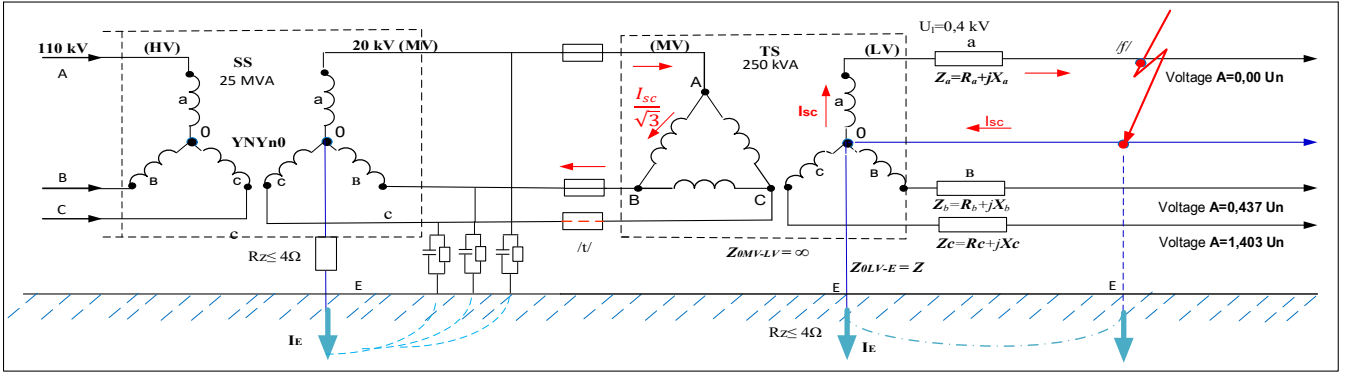 110 kV
(HV)
SS
25 MVA
20 kV (MV)
(MV)
TS
250 kVA
(LV)
Ul=0,4 kV
a
/f/
A
a
a
A
Isc/√3
Isc
a
Za=Ra+jXa
Voltage A=0,00 Un
Isc
0
YNYn0
0
0
B
B
C
C
B
B
C
C
B
B
Zb=Rb+jXb
Voltage A=0,437 Un
C
c
c
/t/
Zc=Rc+jXc
Voltage A=1,403 Un
Rz≤ 4Ω
Z0MV-LV = ∞
Z0LV-E = Z
E
E
E
Rz≤ 4Ω
IE
IE